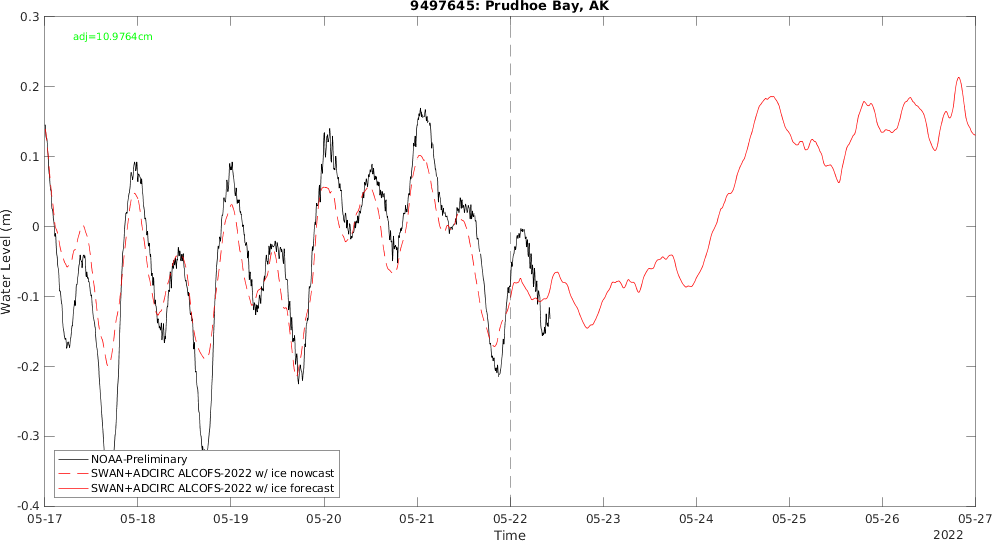 9497645: Prudhoe Bay, AK
adj=10.9764cm
0.3
0.2
0.1
0
-0.1
-0.2
-0.3
-0.4
Water Level (m)
NOAA-Preliminary
SWAN+ADCIRC ALCOFS-2022 w/ ice nowcast
SWAN+ADCIRC ALCOFS-2022 w/ ice forecast
05-17 05-18 05-19 05-20 05-21 05-22 05-23 05-24 05-25 05-26 05-27
Time
2022